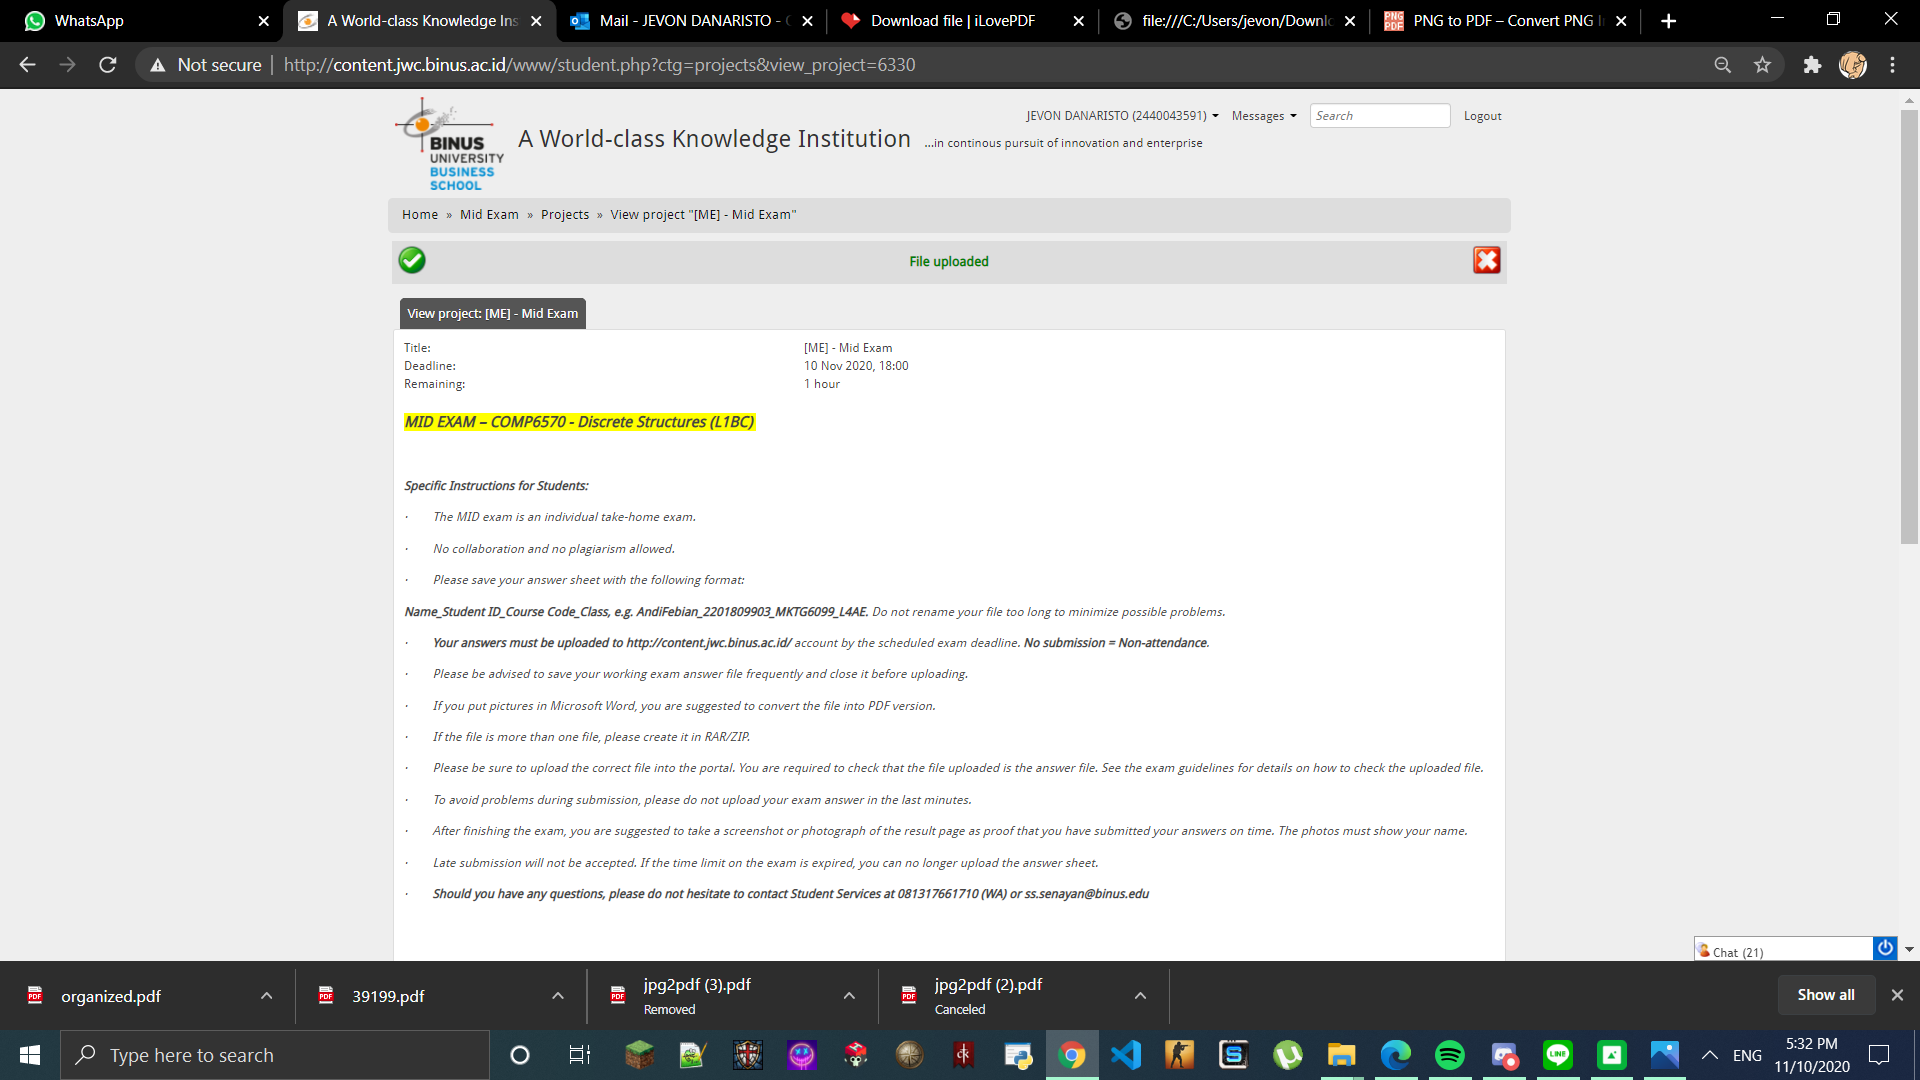 WhatsApp
A World-class Knowledge Ins
Mail - JEVON DANARISTO -
Download file | iLovePDF
file:///C:/Users/jevon/Downl
PNG to PDF – Convert PNG
Not secure
http://content.jwc.binus.ac.id/www/student.php?ctg=projects&view_project=6330
BINUS
UNIVERSITY
BUSINESS
SCHOOL
A World-class Knowledge Institution
...in continous pursuit of innovation and enterprise
JEVON DANARISTO (2440043591)
Messages
Search
Logout
Home » Mid Exam » Projects » View project "[ME] - Mid Exam"
File uploaded
View project: [ME] - Mid Exam
Title: [ME] - Mid Exam
Deadline: 10 Nov 2020, 18:00
Remaining: 1 hour
MID EXAM – COMP6570 - Discrete Structures (L1BC)
Specific Instructions for Students:
· The MID exam is an individual take-home exam.
· No collaboration and no plagiarism allowed.
· Please save your answer sheet with the following format:
Name_Student ID_Course Code_Class, e.g. AndiFebian_2201809903_MKTG6099_L4AE. Do not rename your file too long to minimize possible problems.
· Your answers must be uploaded to http://content.jwc.binus.ac.id/ account by the scheduled exam deadline. No submission = Non-attendance.
· Please be advised to save your working exam answer file frequently and close it before uploading.
· If you put pictures in Microsoft Word, you are suggested to convert the file into PDF version.
· If the file is more than one file, please create it in RAR/ZIP.
· Please be sure to upload the correct file into the portal. You are required to check that the file uploaded is the answer file. See the exam guidelines for details on how to check the uploaded file.
· To avoid problems during submission, please do not upload your exam answer in the last minutes.
· After finishing the exam, you are suggested to take a screenshot or photograph of the result page as proof that you have submitted your answers on time. The photos must show your name.
· Late submission will not be accepted. If the time limit on the exam is expired, you can no longer upload the answer sheet.
· Should you have any questions, please do not hesitate to contact Student Services at 081317661710 (WA) or ss.senayan@binus.edu
Chat (21)
organized.pdf
39199.pdf
jpg2pdf (3).pdf
Removed
jpg2pdf (2).pdf
Canceled
Show all
Type here to search
ENG
5:32 PM
11/10/2020